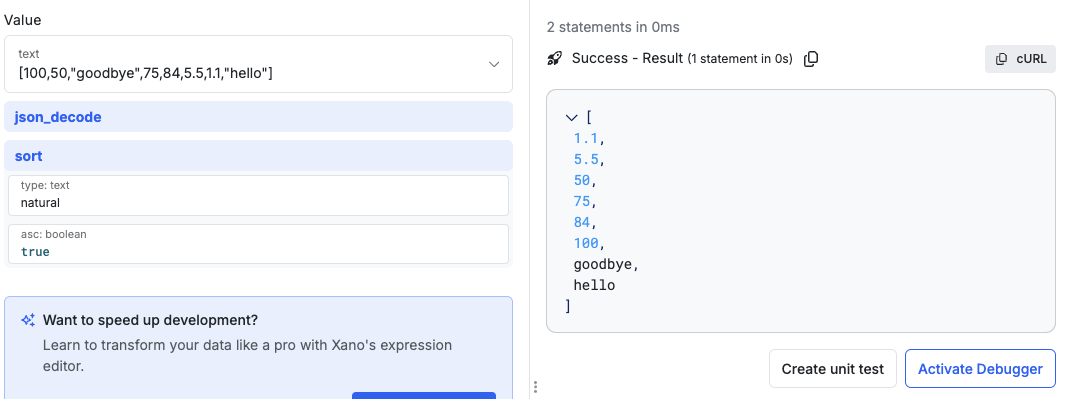 Value
text
[100,50,"goodbye",75,84,5.5,1.1,"hello"]
json_decode
sort
type: text
natural
asc: boolean
true
Want to speed up development?
Learn to transform your data like a pro with Xano's expression
editor.
2 statements in 0ms
Success - Result (1 statement in 0s)
cURL
[
1.1,
5.5,
50,
75,
84,
100,
goodbye,
hello
]
Create unit test
Activate Debugger